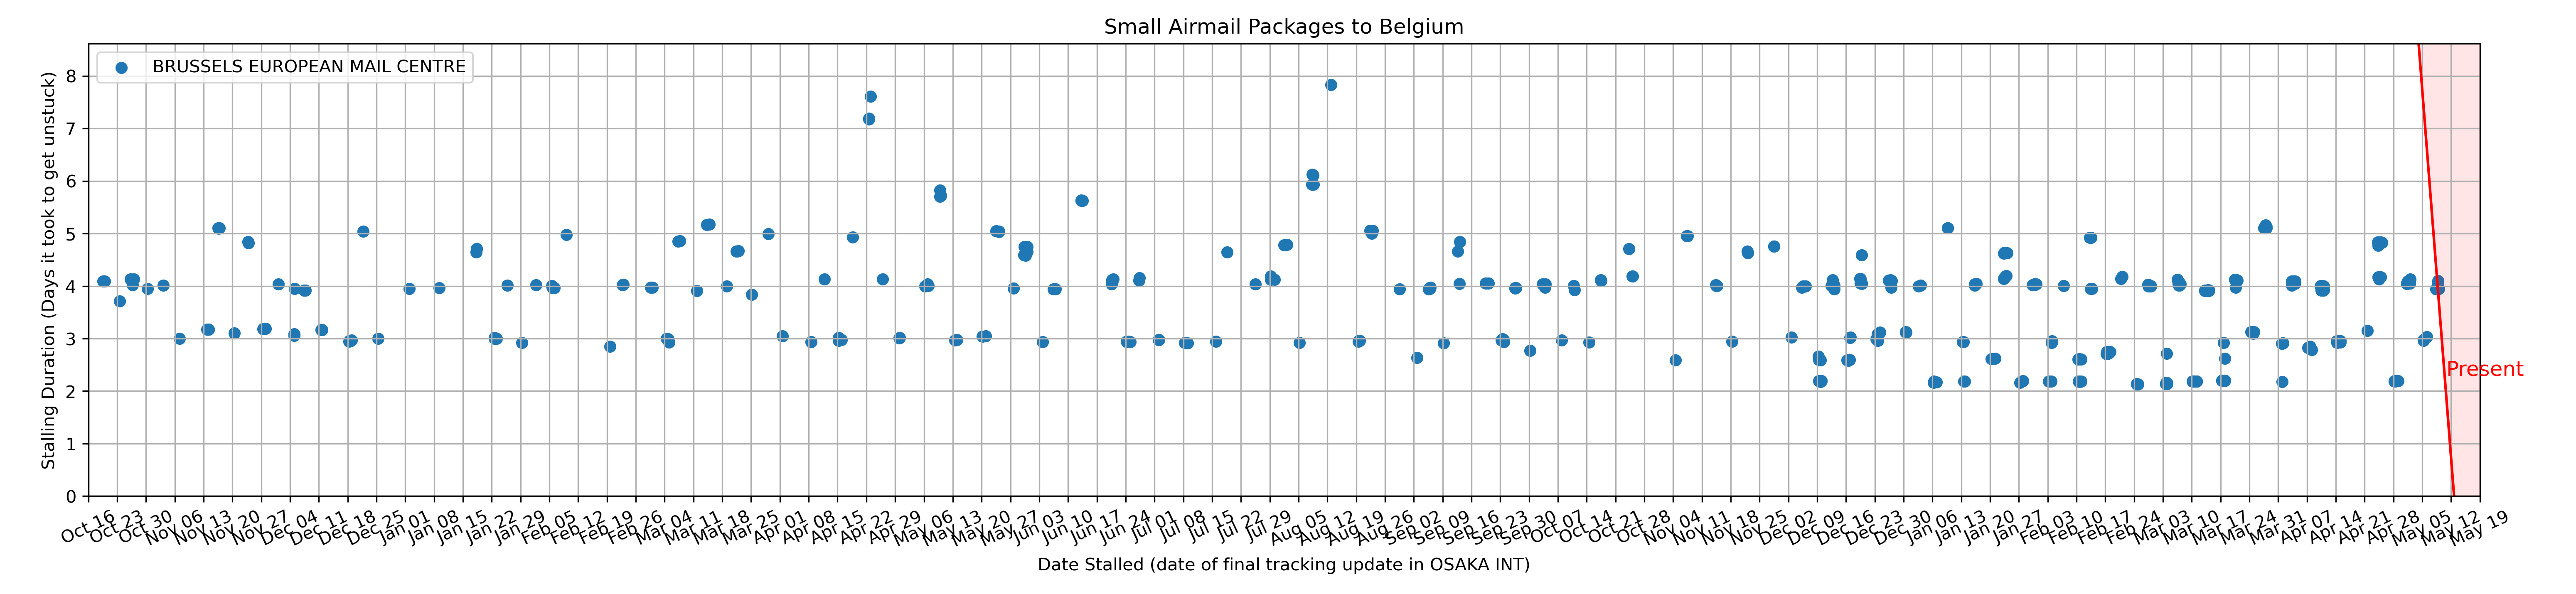 Small Airmail Packages to Belgium
BRUSSELS EUROPEAN MAIL CENTRE
Stalling Duration (Days it took to get unstuck)
8
7
6
5
4
3
2
1
0
Present
Oct 16 Oct 23 Oct 30 Nov 06 Nov 13 Nov 20 Nov 27 Dec 04 Dec 11 Dec 18 Dec 25 Jan 01 Jan 08 Jan 15 Jan 22 Jan 29 Feb 05 Feb 12 Feb 19 Feb 26 Mar 04 Mar 11 Mar 18 Mar 25 Apr 01 Apr 08 Apr 15 Apr 22 Apr 29 May 06 May 13 May 20 May 27 Jun 03 Jun 10 Jun 17 Jun 24 Jul 01 Jul 08 Jul 15 Jul 22 Jul 29 Aug 05 Aug 12 Aug 19 Aug 26 Sep 02 Sep 09 Sep 16 Sep 23 Sep 30 Oct 07 Oct 14 Oct 21 Oct 28 Nov 04 Nov 11 Nov 18 Nov 25 Dec 02 Dec 09 Dec 16 Dec 23 Dec 30 Jan 06 Jan 13 Jan 20 Jan 27 Feb 03 Feb 10 Feb 17 Feb 24 Mar 03 Mar 10 Mar 17 Mar 24 Mar 31 Apr 07 Apr 14 Apr 21 Apr 28 May 05 May 12 May 19
Date Stalled (date of final tracking update in OSAKA INT)